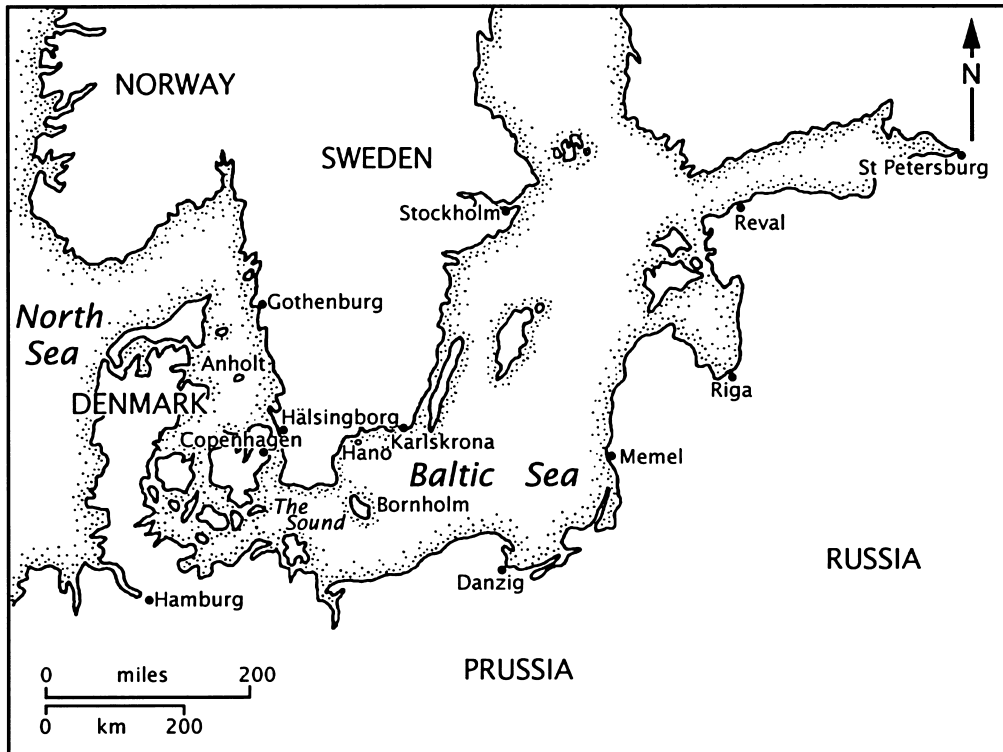 NORWAY
N
SWEDEN
St Petersburg
Stockholm
Reval
North
Sea
Gothenburg
Anholt
Riga
DENMARK
Hälsingborg
Copenhagen
Karlskrona
Hanö
Memel
Baltic Sea
The
Sound
Bornholm
RUSSIA
Danzig
Hamburg
PRUSSIA
0 miles 200
0 km 200